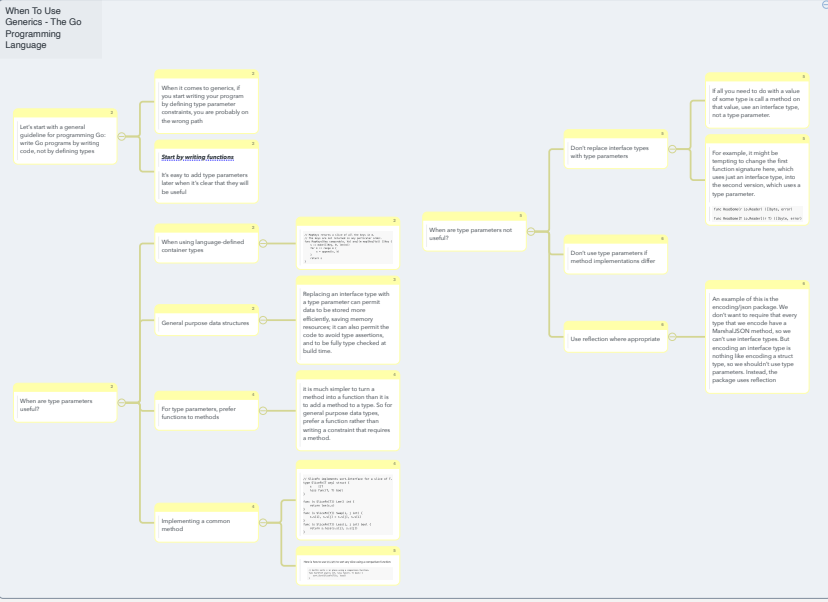 When To Use
Generics - The Go
Programming
Language
Let's start with a general
guideline for programming Go:
write Go programs by writing
code, not by defining types
When it comes to generics, if
you start writing your program
by defining type parameter
constraints, you are probably on
the wrong path
Start by writing functions
It's easy to add type parameters
later when it's clear that they will
be useful
When are type parameters
useful?
When using language-defined
container types
General purpose data structures
Replacing an interface type with
a type parameter can permit
data to be stored more
efficiently, saving memory
resources; it can also permit the
code to avoid type assertions,
and to be fully type checked at
build time.
For type parameters, prefer
functions to methods
it is much simpler to turn a
method into a function than it is
to add a method to a type. So for
general purpose data types,
prefer a function rather than
writing a constraint that requires
a method.
Implementing a common
method
When are type parameters not
useful?
Don't replace interface types
with type parameters
If all you need to do with a value
of some type is call a method on
that value, use an interface type,
not a type parameter.
For example, it might be
tempting to change the first
function signature here, which
uses just an interface type, into
the second version, which uses a
type parameter.
Don't use type parameters if
method implementations differ
Use reflection where appropriate
An example of this is the
encoding/json package. We
don't want to require that every
type that we encode have a
MarshalJSON method, so we
can't use interface types. But
encoding an interface type is
nothing like encoding a struct
type, so we shouldn't use type
parameters. Instead, the
package uses reflection